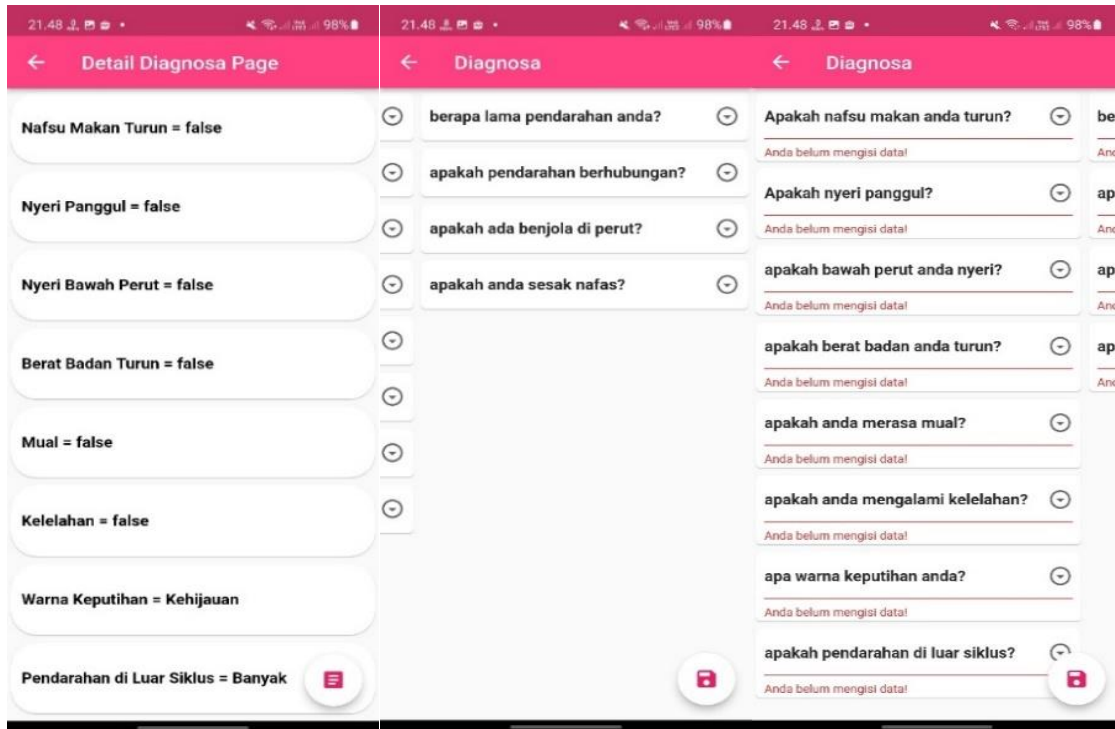 21.48
98%
Detail Diagnosa Page
Nafsu Makan Turun = false
Nyeri Panggul = false
Nyeri Bawah Perut = false
Berat Badan Turun = false
Mual = false
Kelelahan = false
Warna Keputihan = Kehijauan
Pendarahan di Luar Siklus = Banyak
21.48
98%
Diagnosa
berapa lama pendarahan anda?
apakah pendarahan berhubungan?
apakah ada benjola di perut?
apakah anda sesak nafas?
21.48
98%
Diagnosa
Apakah nafsu makan anda turun?
Anda belum mengisi data!
Apakah nyeri panggul?
Anda belum mengisi data!
apakah bawah perut anda nyeri?
Anda belum mengisi data!
apakah berat badan anda turun?
Anda belum mengisi data!
apakah anda merasa mual?
Anda belum mengisi data!
apakah anda mengalami kelelahan?
Anda belum mengisi data!
apa warna keputihan anda?
Anda belum mengisi data!
apakah pendarahan di luar siklus?
Anda belum mengisi data!
be
ap
ap
ap